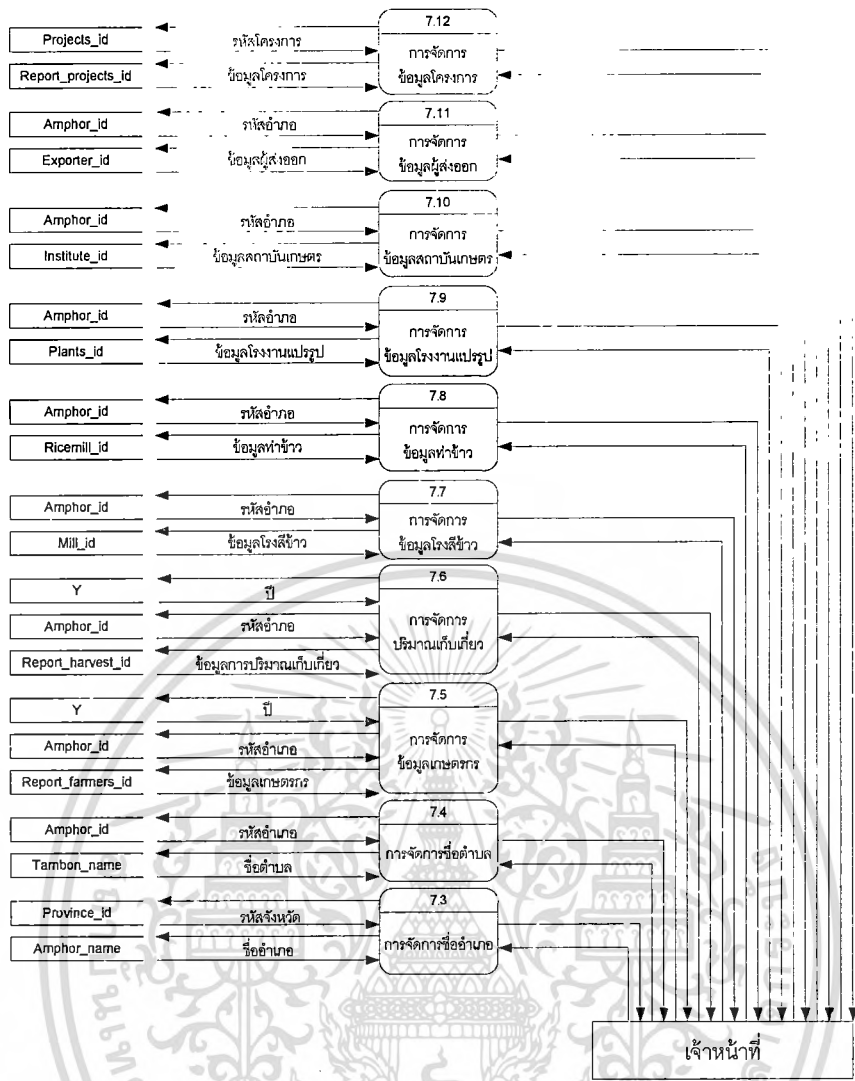 7.12
Projects_id
รหัสโครงการ
การจัดการ
Report_projects_id
ข้อมูลโครงการ
ข้อมูลโครงการ
7.11
Amphor_id
รหัสอำเภอ
การจัดการ
Exporter_id
ข้อมูลผู้ส่งออก
ข้อมูลผู้ส่งออก
7.10
Amphor_id
รหัสอำเภอ
การจัดการ
Institute_id
ข้อมูลสถาบันเกษตร
ข้อมูลสถาบันเกษตร
7.9
Amphor_id
รหัสอำเภอ
การจัดการ
Plants_id
ข้อมูลโรงงานแปรรูป
ข้อมูลโรงงานแปรรูป
7.8
Amphor_id
รหัสอำเภอ
การจัดการ
Ricemill_id
ข้อมูลท่าข้าว
ข้อมูลท่าข้าว
7.7
Amphor_id
รหัสอำเภอ
การจัดการ
Mill_id
ข้อมูลโรงสีข้าว
ข้อมูลโรงสีข้าว
7.6
Y
ปี
การจัดการ
Amphor_id
รหัสอำเภอ
ปริมาณเก็บเกี่ยว
Report_harvest_id
ข้อมูลการปริมาณเก็บเกี่ยว
7.5
Y
ปี
การจัดการ
Amphor_id
รหัสอำเภอ
ข้อมูลเกษตรกร
Report_farmers_id
ข้อมูลเกษตรกร
7.4
Amphor_id
รหัสอำเภอ
การจัดการชื่อตำบล
Tambon_name
ชื่อตำบล
7.3
Province_id
รหัสจังหวัด
การจัดการชื่ออำเภอ
Amphor_name
ชื่ออำเภอ
เจ้าหน้าที่